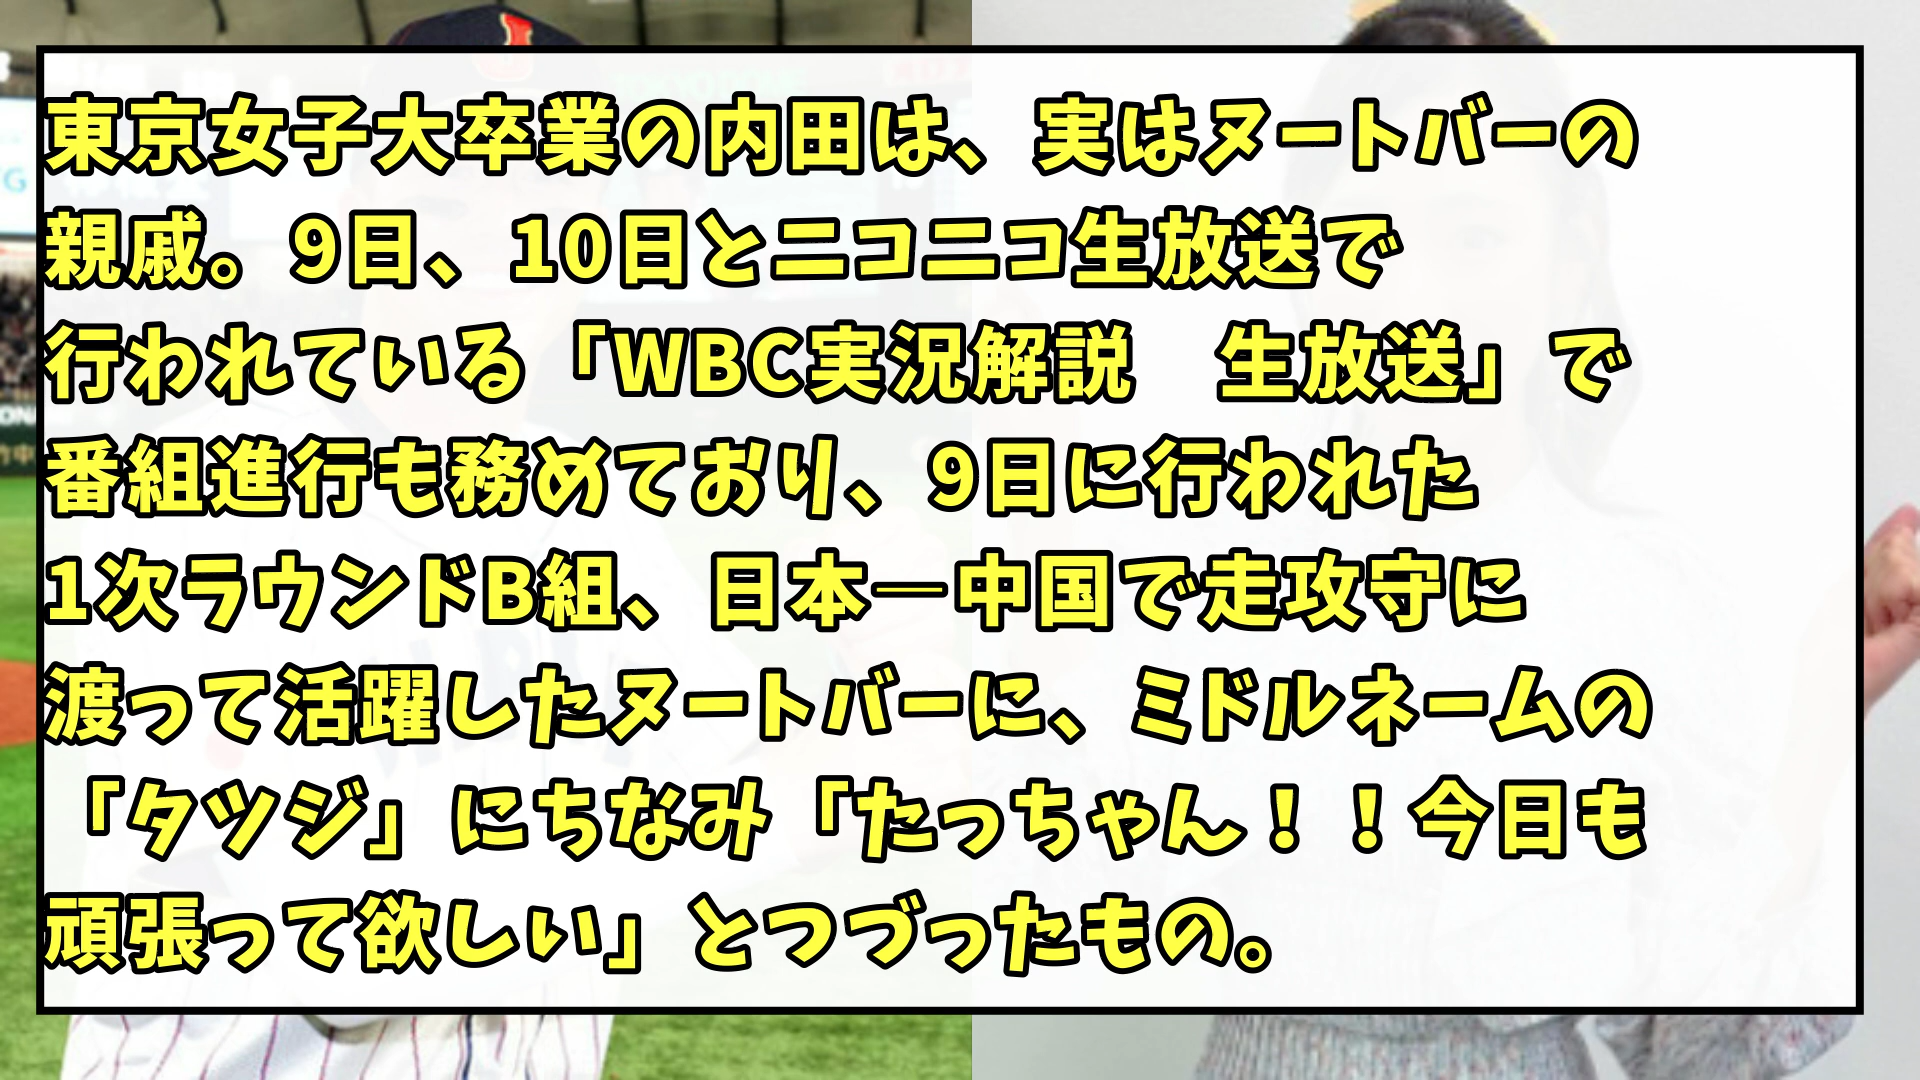 東京女子大卒業の内田は、実はヌートバーの
親戚。9日、10日とニコニコ生放送で
行われている「WBC実況解説　生放送」で
番組進行も務めており、9日に行われた
1次ラウンドB組、日本―中国で走攻守に
渡って活躍したヌートバーに、ミドルネームの
「タツジ」にちなみ「たっちゃん！！今日も
頑張って欲しい」とつづったもの。